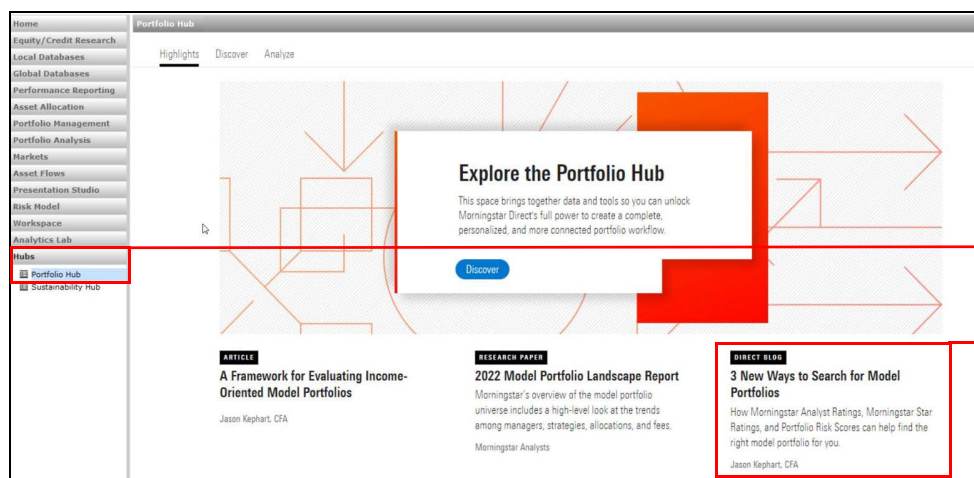 Home
Equity/Credit Research
Local Databases
Global Databases
Performance Reporting
Asset Allocation
Portfolio Management
Portfolio Analysis
Markets
Asset Flows
Presentation Studio
Risk Model
Workspace
Analytics Lab
Hubs
Portfolio Hub
Sustainability Hub
Portfolio Hub
Highlights Discover Analyze
Explore the Portfolio Hub
This space brings together data and tools so you can unlock
Morningstar Direct's full power to create a complete,
personalized, and more connected portfolio workflow.
Discover
ARTICLE
A Framework for Evaluating Income-
Oriented Model Portfolios
Jason Kephart, CFA
RESEARCH PAPER
2022 Model Portfolio Landscape Report
Morningstar's overview of the model portfolio
universe includes a high-level look at the trends
among managers, strategies, allocations, and fees.
Morningstar Analysts
DIRECT BLOG
3 New Ways to Search for Model
Portfolios
How Morningstar Analyst Ratings, Morningstar Star
Ratings, and Portfolio Risk Scores can help find the
right model portfolio for you.
Jason Kephart, CFA